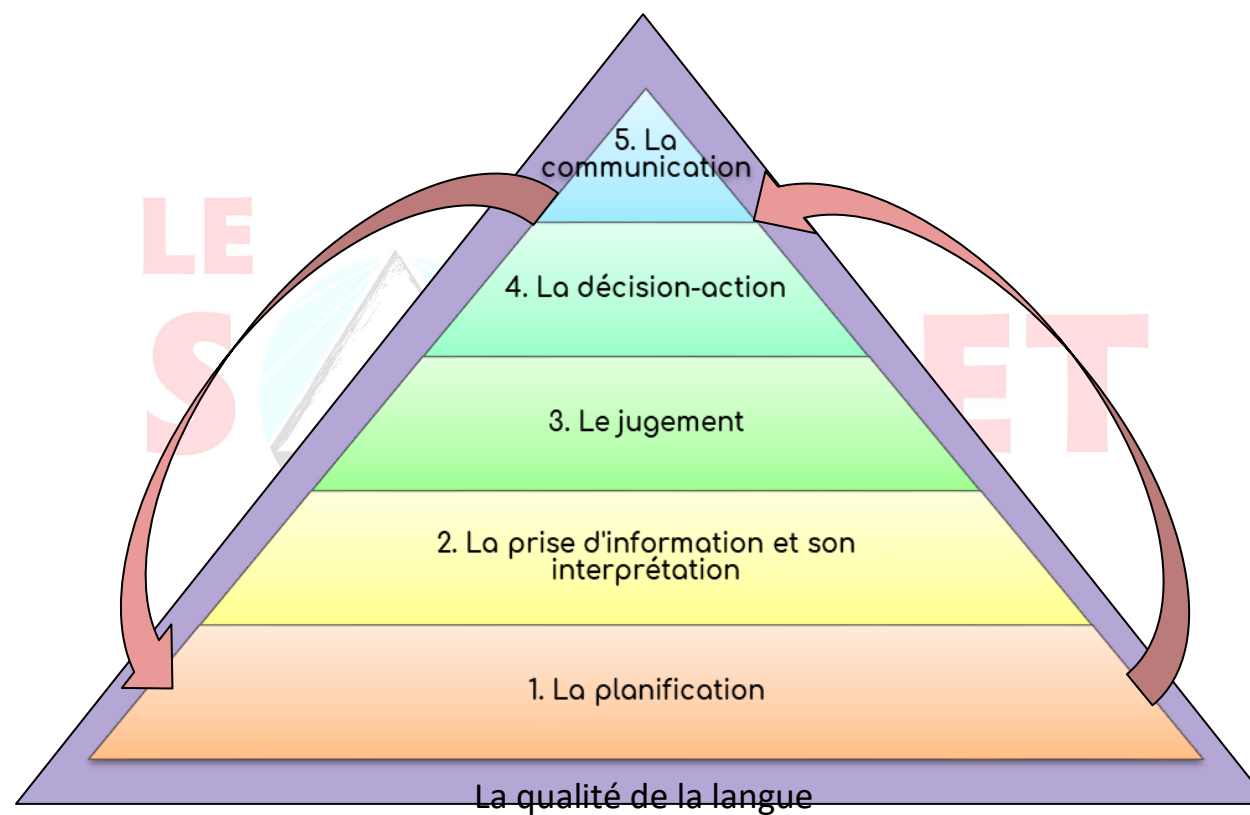 5. La
communication
4. La décision-action
3. Le jugement
2. La prise d'information et son
interprétation
1. La planification
La qualité de la langue
LE
S
ET